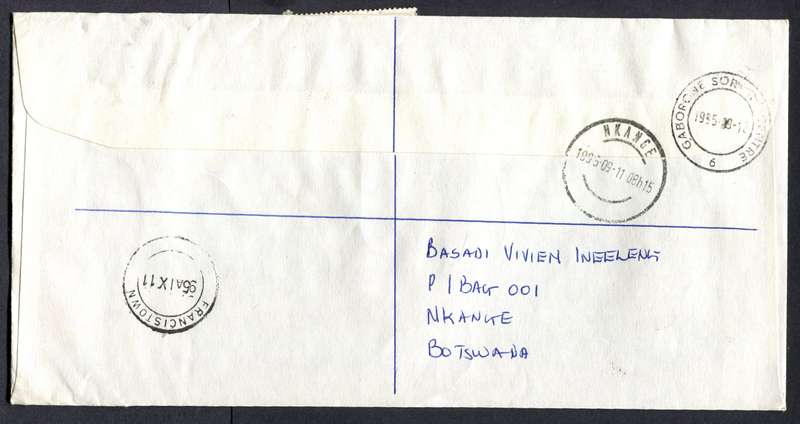 GABORONE SORTING CENTRE
6
NKANGE
1995-09-11 08h15
BASADI VIVIEN INEELENG
P/BAG 001
NKANGE
BOTSWANA
FRANCISTOWN
95 IX 11